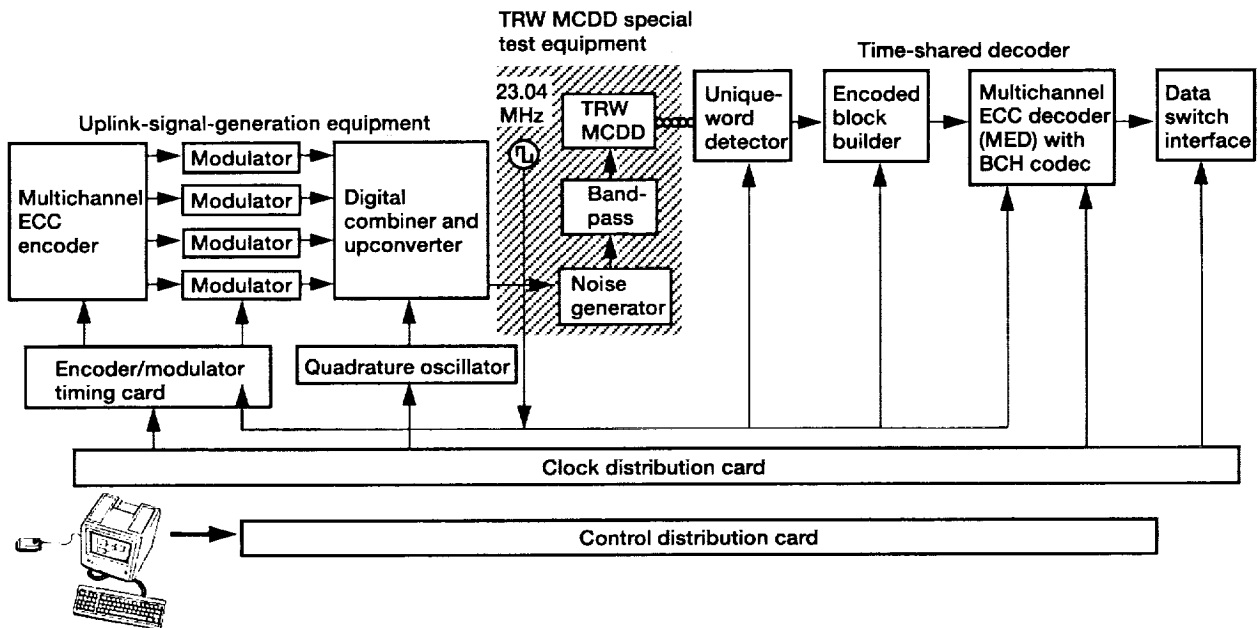 TRW MCDD special
test equipment
Time-shared decoder
Uplink-signal-generation equipment
Multichannel
ECC
encoder
Modulator
Modulator
Modulator
Modulator
Digital
combiner and
upconverter
23.04
MHz
TRW
MCDD
Band-
pass
Noise
generator
Unique-
word
detector
Encoded
block
builder
Multichannel
ECC decoder
(MED) with
BCH codec
Data
switch
interface
Encoder/modulator
timing card
Quadrature oscillator
Clock distribution card
Control distribution card